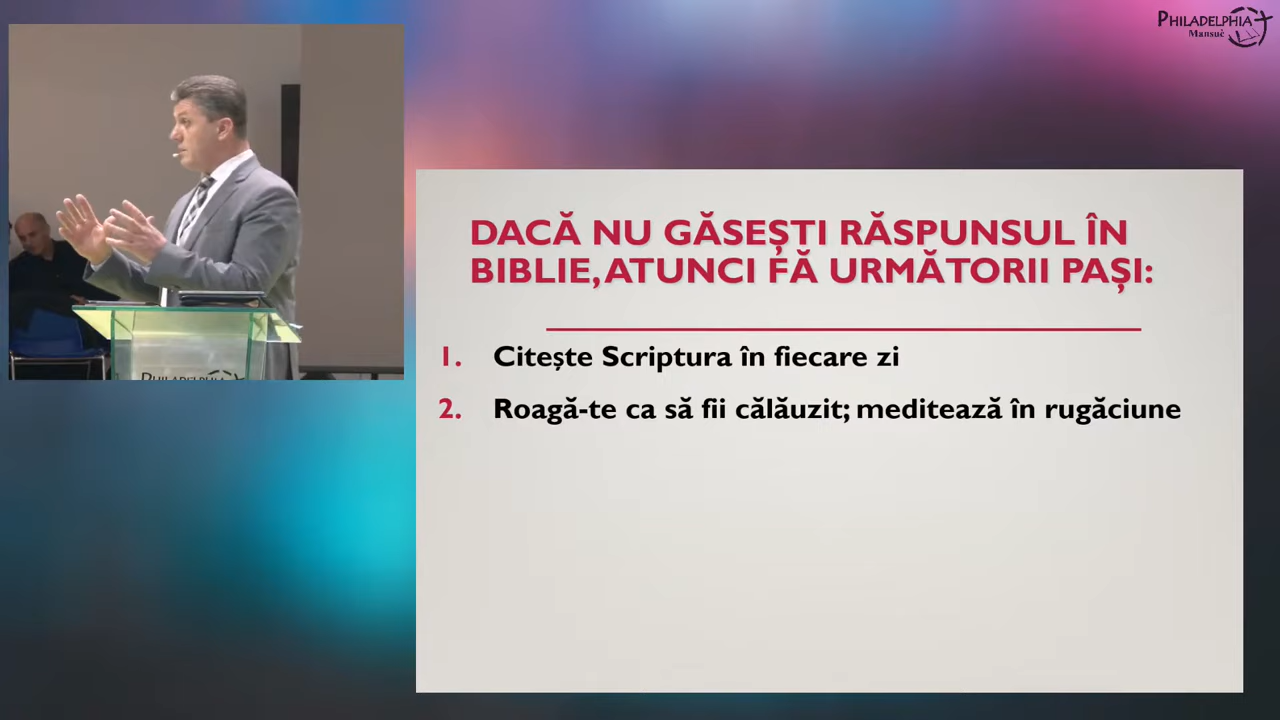 PHILADELPHIA
Mansuè
DACĂ NU GĂSEȘTI RĂSPUNSUL ÎN
BIBLIE, ATUNCI FĂ URMĂTORII PAȘI:
1. Citește Scriptura în fiecare zi
2. Roagă-te ca să fii călăuzit; meditează în rugăciune
PHILADELPHIA